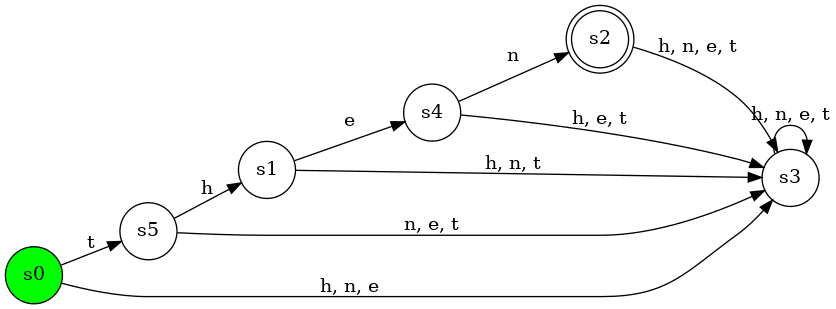 s2
h, n, e, t
n
h, n, e, t
s4
h, e, t
e
s1
h, n, t
s3
h
s5
n, e, t
t
s0
h, n, e